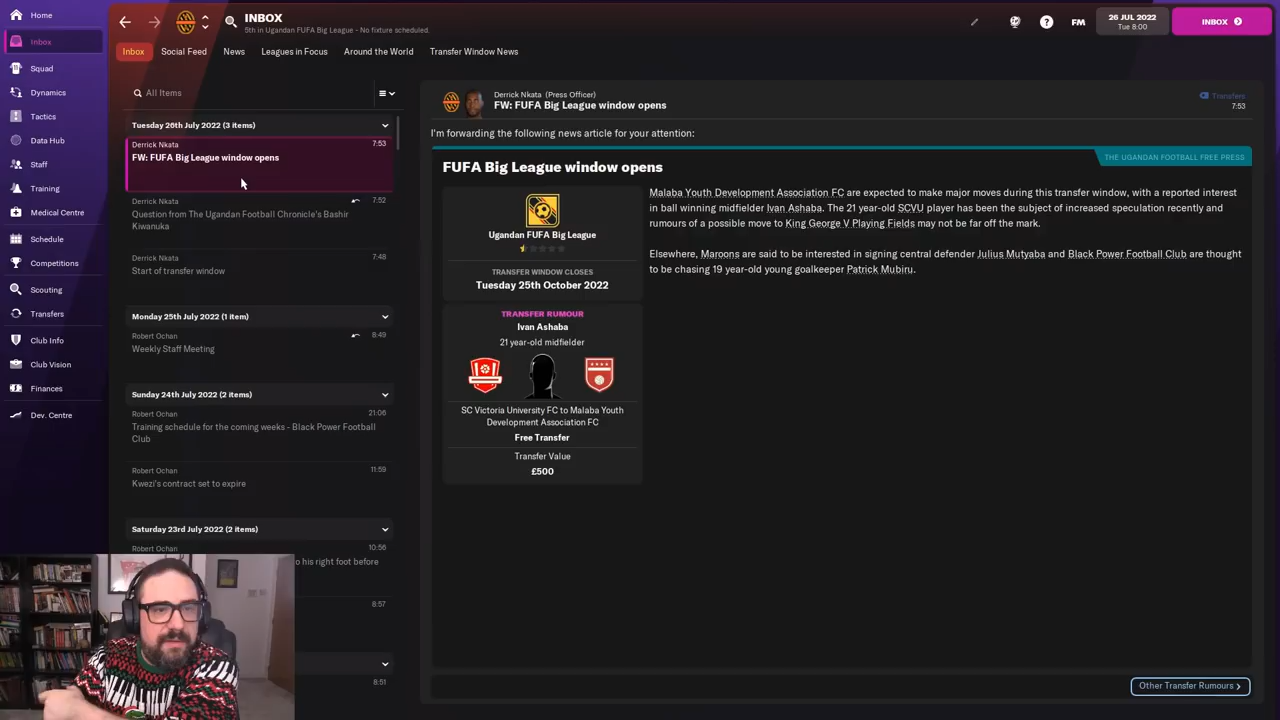 Home
Inbox
Squad
Dynamics
Tactics
Data Hub
Staff
Training
Medical Centre
Schedule
Competitions
Scouting
Transfers
Club Info
Club Vision
Finances
Dev. Centre
INBOX
5th in Ugandan FUFA Big League - No fixture scheduled.
FM
26 JUL 2022
Tue 8:00
INBOX
Inbox
Social Feed
News
Leagues in Focus
Around the World
Transfer Window News
All Items
Tuesday 26th July 2022 (3 items)
Derrick Nkata
7:53
FW: FUFA Big League window opens
Derrick Nkata
7:52
Question from The Ugandan Football Chronicle's Bashir
Kiwanuka
Derrick Nkata
7:48
Start of transfer window
Monday 25th July 2022 (1 item)
Robert Ochan
8:49
Weekly Staff Meeting
Sunday 24th July 2022 (2 items)
Robert Ochan
21:06
Training schedule for the coming weeks - Black Power Football
Club
Robert Ochan
11:59
Kwezi's contract set to expire
Saturday 23rd July 2022 (2 items)
Robert Ochan
10:56
o his right foot before
8:57
8:51
Derrick Nkata (Press Officer)
FW: FUFA Big League window opens
Transfers
7:53
I'm forwarding the following news article for your attention:
THE UGANDAN FOOTBALL FREE PRESS
FUFA Big League window opens
Ugandan FUFA Big League
TRANSFER WINDOW CLOSES
Tuesday 25th October 2022
TRANSFER RUMOUR
Ivan Ashaba
21 year-old midfielder
SC Victoria University FC to Malaba Youth
Development Association FC
Free Transfer
Transfer Value
£500
Malaba Youth Development Association FC are expected to make major moves during this transfer window, with a reported interest
in ball winning midfielder Ivan Ashaba. The 21 year-old SCVU player has been the subject of increased speculation recently and
rumours of a possible move to King George V Playing Fields may not be far off the mark.
Elsewhere, Maroons are said to be interested in signing central defender Julius Mutyaba and Black Power Football Club are thought
to be chasing 19 year-old young goalkeeper Patrick Mubiru.
Other Transfer Rumours